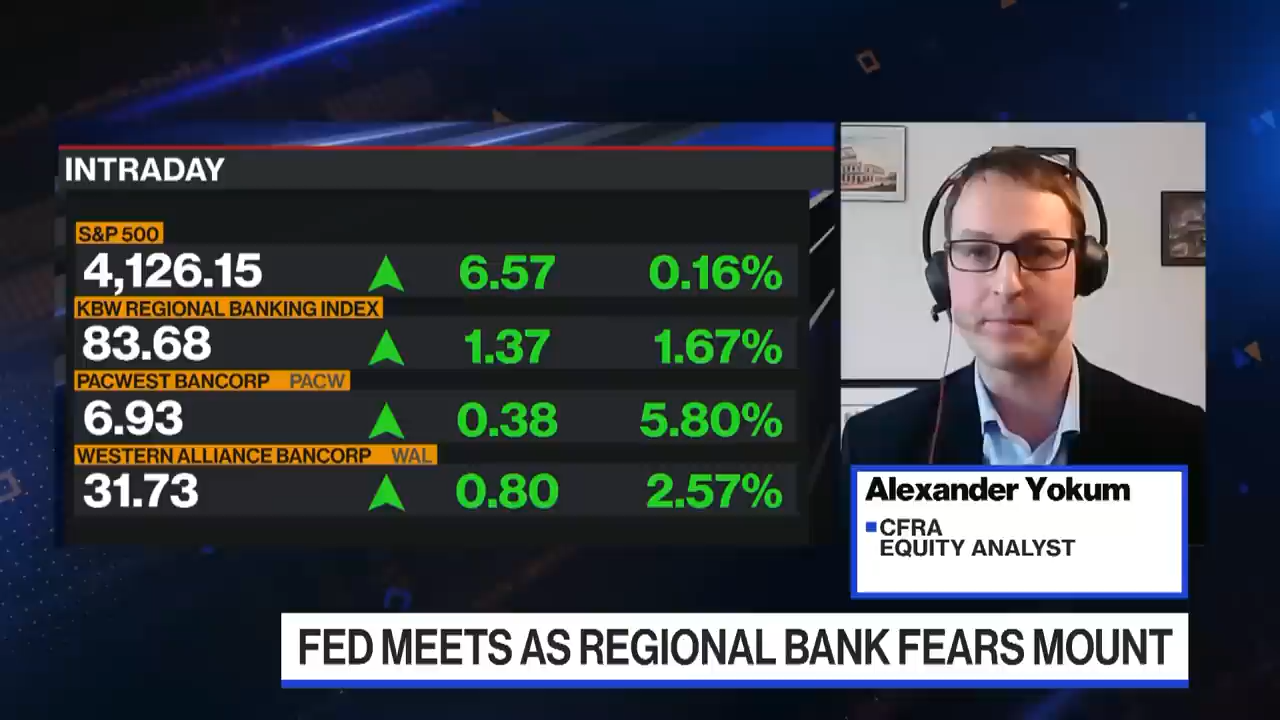 INTRADAY
S&P 500
4,126.15 6.57 0.16%
KBW REGIONAL BANKING INDEX
83.68 1.37 1.67%
PACWEST BANCORP PACW
6.93 0.38 5.80%
WESTERN ALLIANCE BANCORP WAL
31.73 0.80 2.57%
Alexander Yokum
CFRA
EQUITY ANALYST
FED MEETS AS REGIONAL BANK FEARS MOUNT